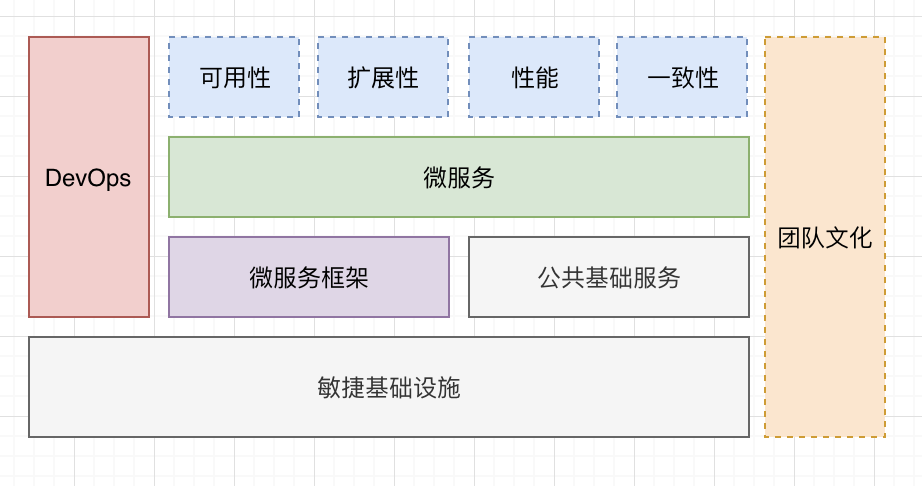 可用性
扩展性
性能
一致性
DevOps
微服务
团队文化
微服务框架
公共基础服务
敏捷基础设施